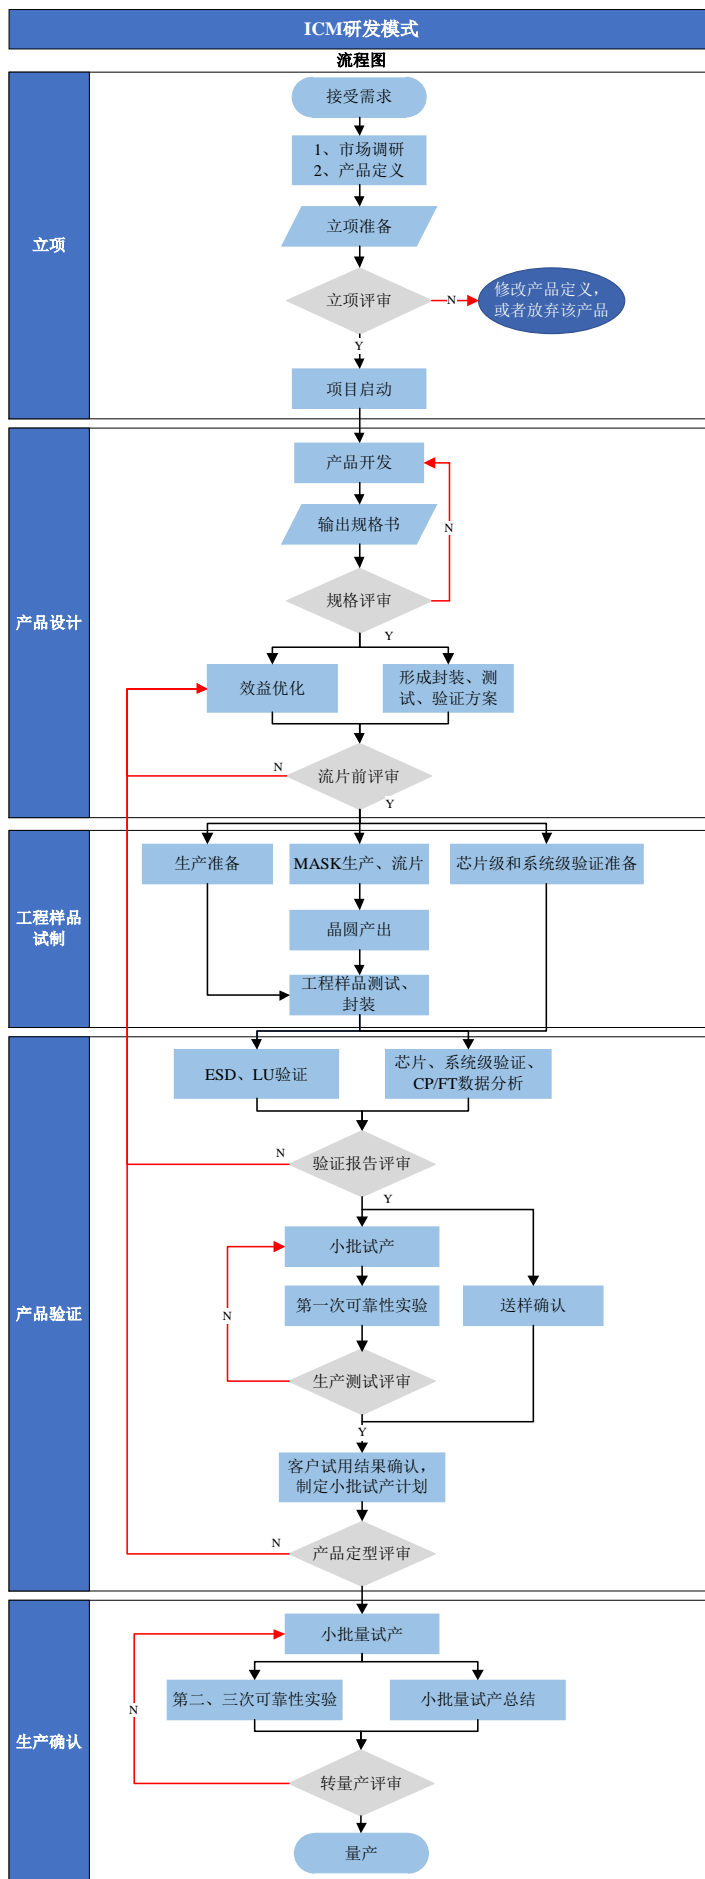 ICM研发模式
流程图
立项
接受需求
1、市场调研
2、产品定义
立项准备
立项评审
N
修改产品定义，
或者放弃该产品
Y
项目启动
产品设计
产品开发
输出规格书
N
规格评审
Y
效益优化
形成封装、测
试、验证方案
N
流片前评审
Y
工程样品
试制
生产准备
MASK生产、流片
芯片级和系统级验证准备
晶圆产出
工程样品测试、
封装
产品验证
ESD、LU验证
芯片、系统级验证、
CP/FT数据分析
N
验证报告评审
Y
小批试产
第一次可靠性实验
送样确认
N
生产测试评审
Y
客户试用结果确认，
制定小批试产计划
N
产品定型评审
生产确认
小批量试产
第二、三次可靠性实验
小批量试产总结
N
转量产评审
量产